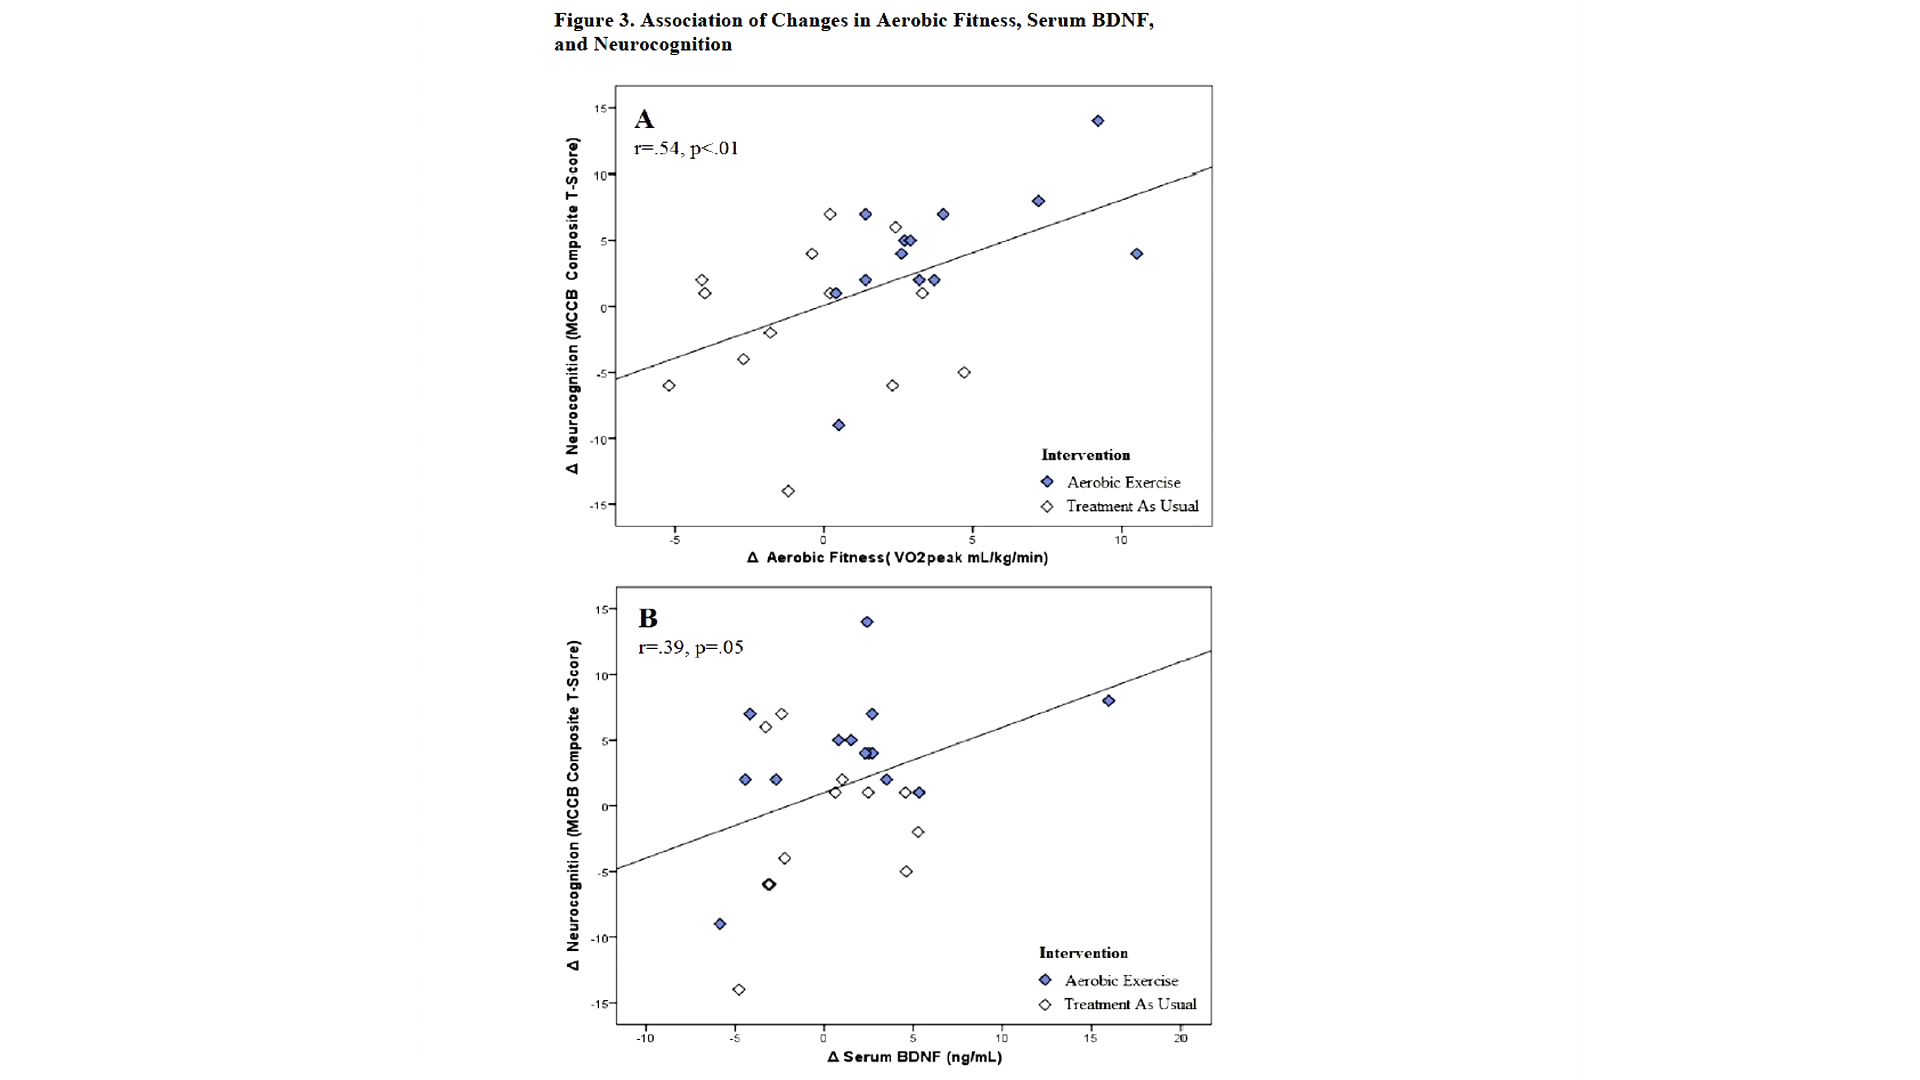 Figure 3. Association of Changes in Aerobic Fitness, Serum BDNF,
and Neurocognition
A
r=.54, p<.01
Δ Neurocognition (MCCB Composite T-Score)
15
10
5
0
-5
-10
-15
Intervention
Aerobic Exercise
Treatment As Usual
-5 0 5 10
Δ Aerobic Fitness( VO2peak mL/kg/min)
B
r=.39, p=.05
Δ Neurocognition (MCCB Composite T-Score)
15
10
5
0
-5
-10
-15
Intervention
Aerobic Exercise
Treatment As Usual
-10 -5 0 5 10 15 20
Δ Serum BDNF (ng/mL)